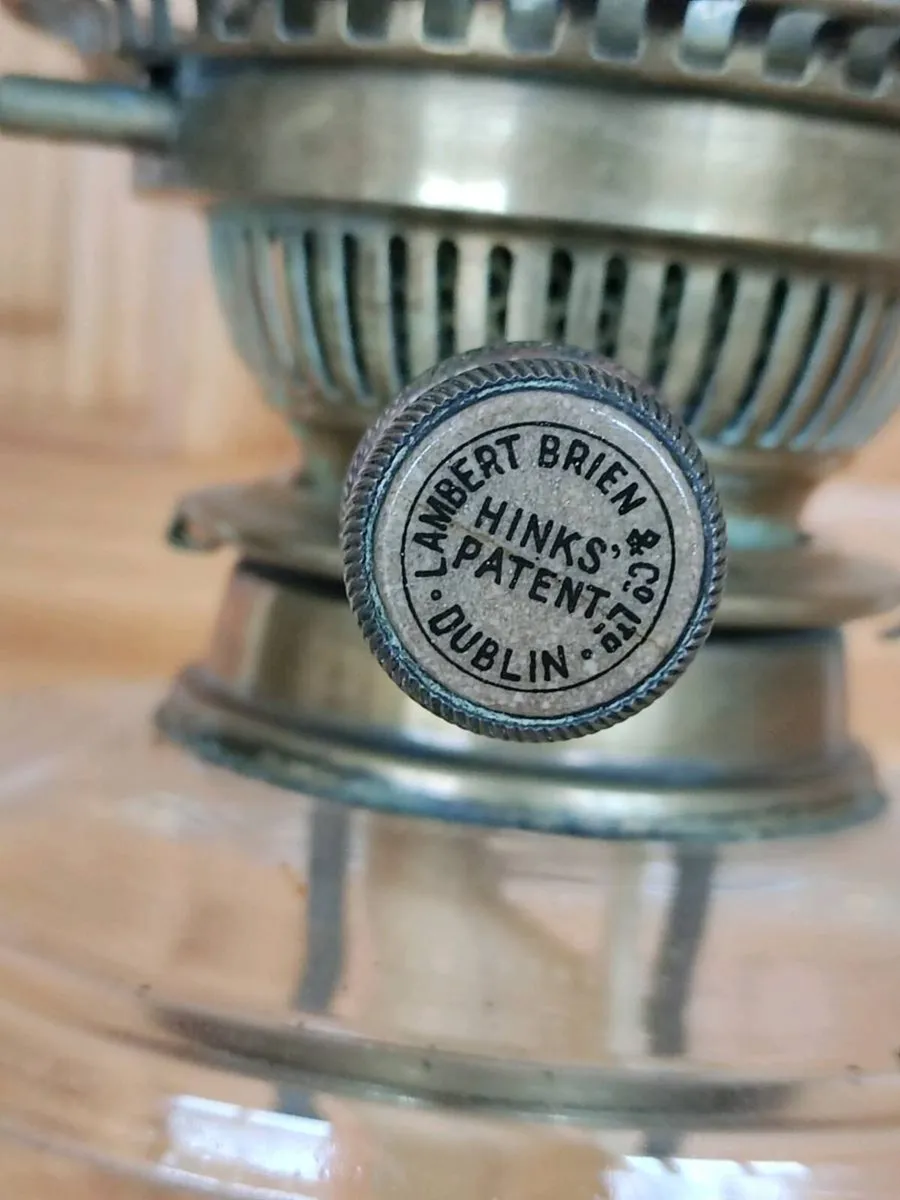 LAMBERT BRIEN & Co. LTD
HINKS'
PATENT
DUBLIN